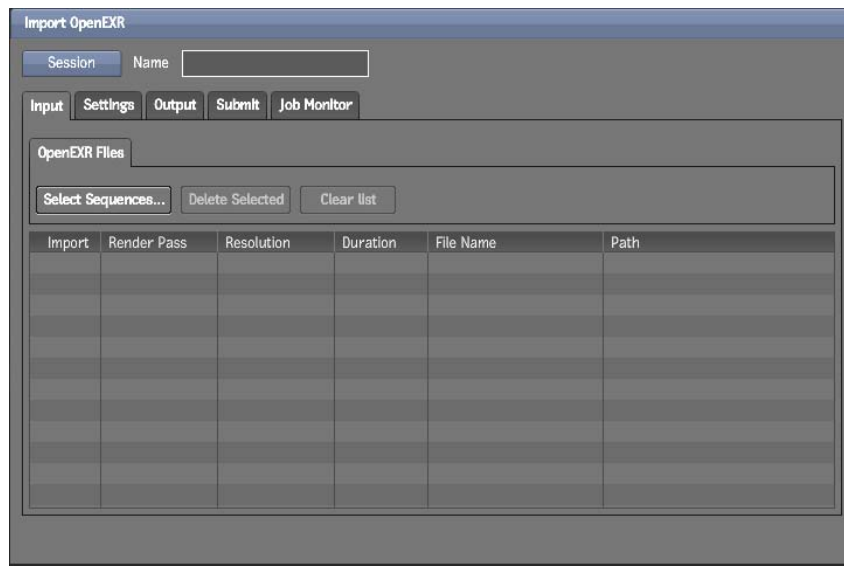 Import OpenEXR
Session Name
Input Settings Output Submit Job Monitor
OpenEXR Files
Select Sequences... Delete Selected Clear list
Import Render Pass Resolution Duration File Name Path